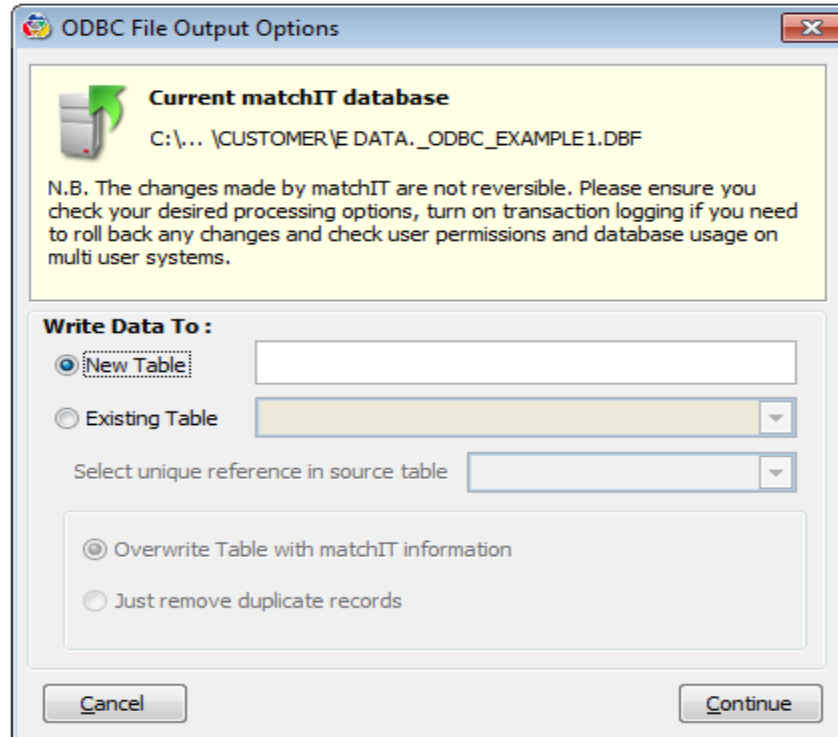 ODBC File Output Options
Current matchIT database
C:\... \CUSTOMER\E DATA._ODBC_EXAMPLE1.DBF
N.B. The changes made by matchIT are not reversible. Please ensure you
check your desired processing options, turn on transaction logging if you need
to roll back any changes and check user permissions and database usage on
multi user systems.
Write Data To :
New Table
Existing Table
Select unique reference in source table
Overwrite Table with matchIT information
Just remove duplicate records
Cancel
Continue